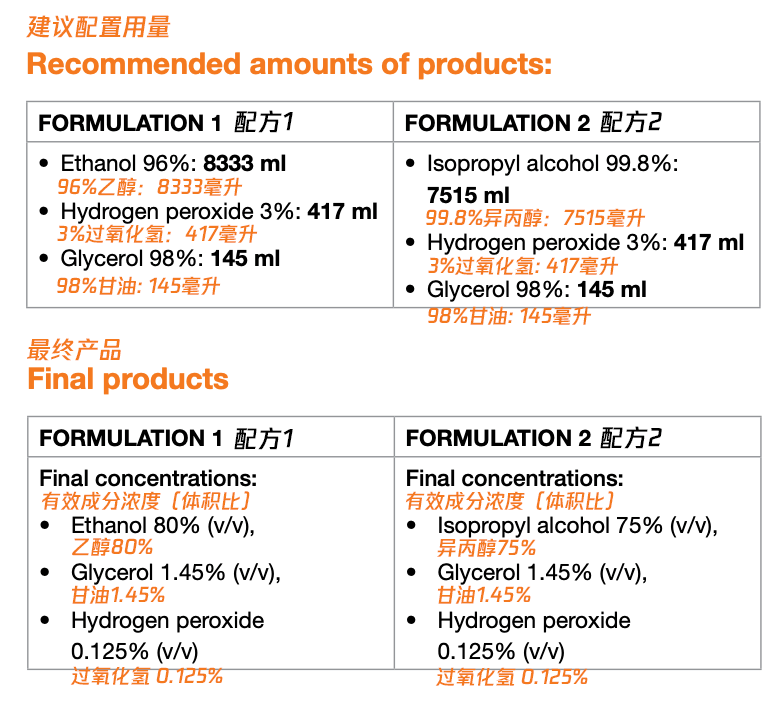 建议配置用量
Recommended amounts of products:
FORMULATION 1 配方1
• Ethanol 96%: 8333 ml
96%乙醇：8333毫升
• Hydrogen peroxide 3%: 417 ml
3%过氧化氢：417毫升
• Glycerol 98%: 145 ml
98%甘油: 145毫升
FORMULATION 2 配方2
• Isopropyl alcohol 99.8%:
7515 ml
99.8%异丙醇：7515毫升
• Hydrogen peroxide 3%: 417 ml
3%过氧化氢: 417毫升
• Glycerol 98%: 145 ml
98%甘油: 145毫升
最终产品
Final products
FORMULATION 1 配方1
Final concentrations:
有效成分浓度（体积比）
• Ethanol 80% (v/v),
乙醇80%
• Glycerol 1.45% (v/v),
甘油1.45%
• Hydrogen peroxide
0.125% (v/v)
过氧化氢 0.125%
FORMULATION 2 配方2
Final concentrations:
有效成分浓度（体积比）
• Isopropyl alcohol 75% (v/v),
异丙醇75%
• Glycerol 1.45% (v/v),
甘油1.45%
• Hydrogen peroxide
0.125% (v/v)
过氧化氢 0.125%